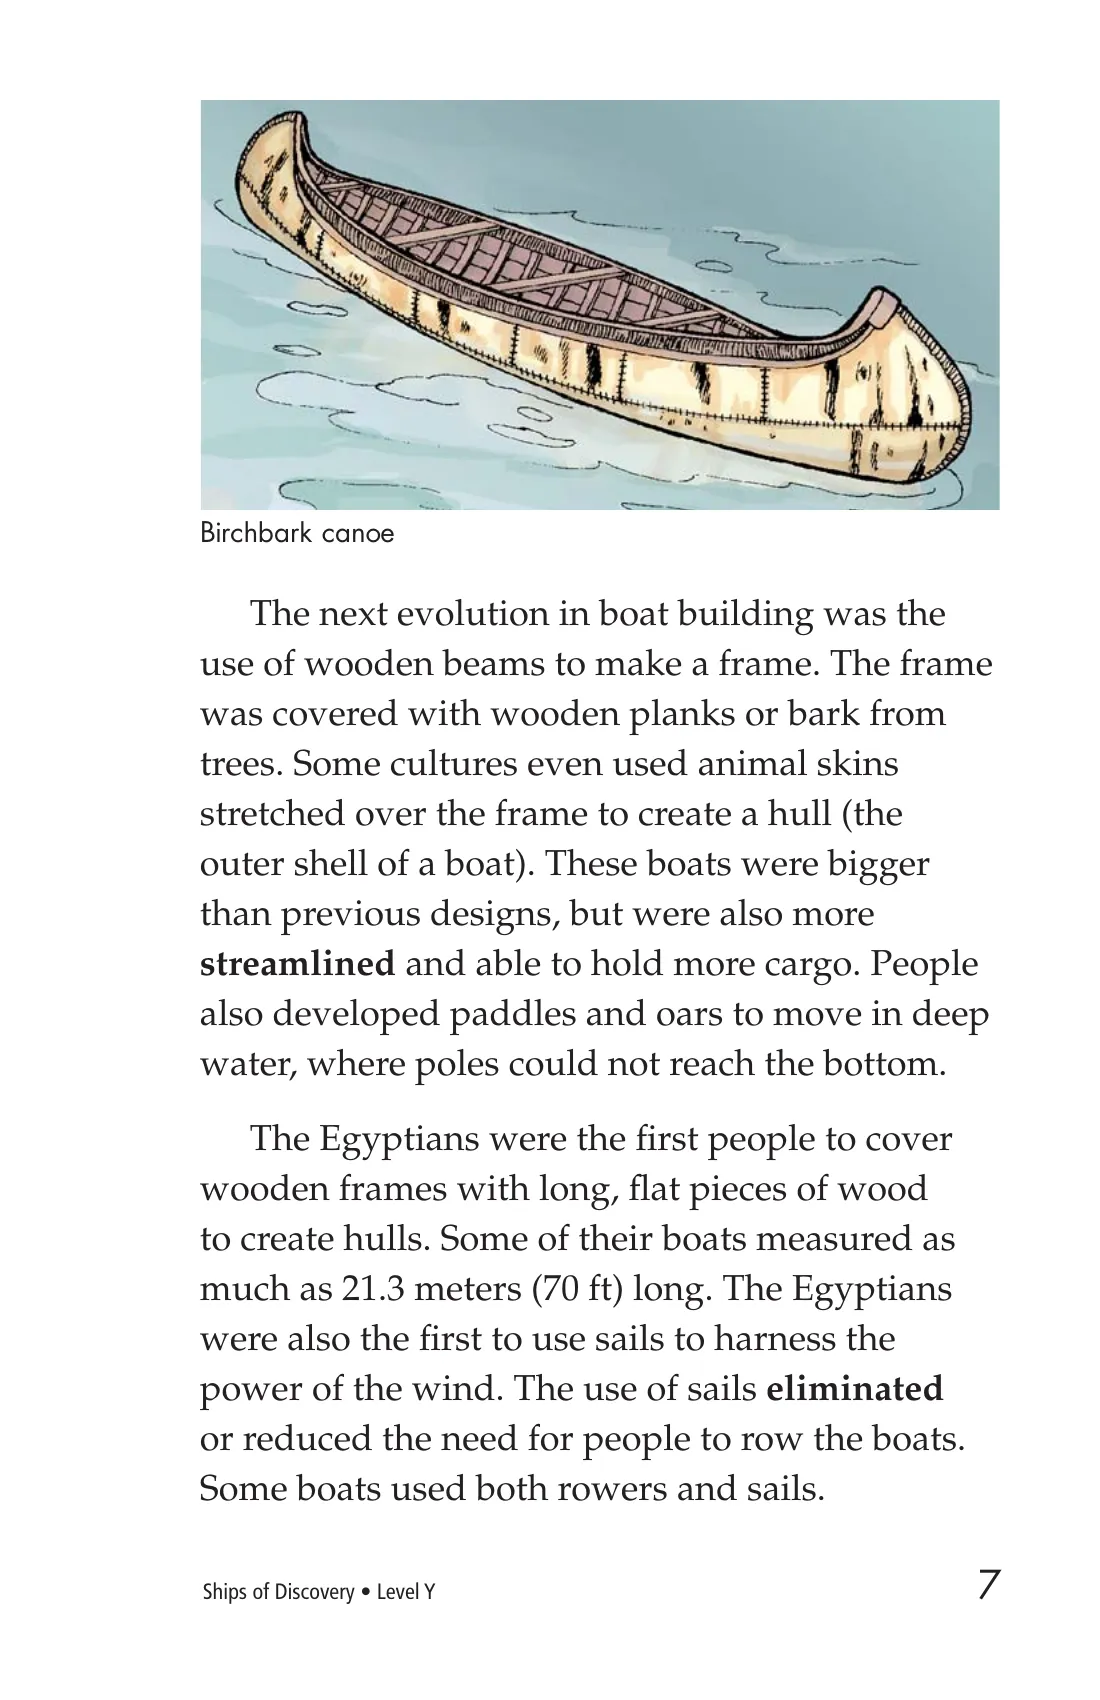 Birchbark canoe
The next evolution in boat building was the
use of wooden beams to make a frame. The frame
was covered with wooden planks or bark from
trees. Some cultures even used animal skins
stretched over the frame to create a hull (the
outer shell of a boat). These boats were bigger
than previous designs, but were also more
streamlined and able to hold more cargo. People
also developed paddles and oars to move in deep
water, where poles could not reach the bottom.
The Egyptians were the first people to cover
wooden frames with long, flat pieces of wood
to create hulls. Some of their boats measured as
much as 21.3 meters (70 ft) long. The Egyptians
were also the first to use sails to harness the
power of the wind. The use of sails eliminated
or reduced the need for people to row the boats.
Some boats used both rowers and sails.
Ships of Discovery • Level Y
7